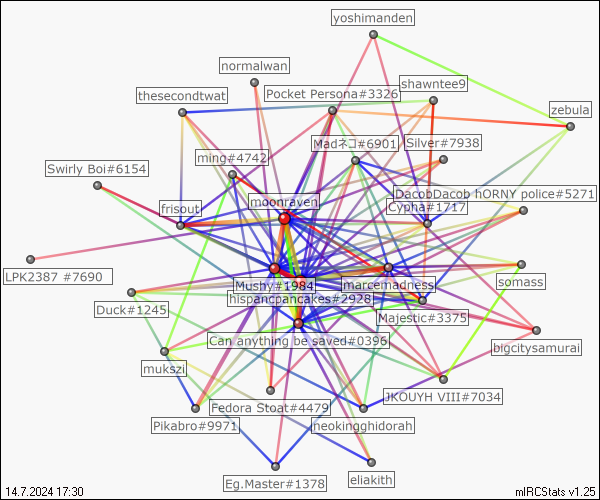 yoshimanden
normalwan
shawntee9
thesecondtwat
Pocket Persona#3326
zebula
Madネコ#6901
Silver#7938
ming#4742
Swirly Boi#6154
DacobDacob hORNY police#5271
moonraven
Cypha#1717
frisout
LPK2387 #7690
somass
Mushy#1984
marcemadness
hispancpancakes#2928
Duck#1245
Majestic#3375
Can anything be saved#0396
bigcitysamurai
mukszi
JKOUYH VIII#7034
Fedora Stoat#4479
Pikabro#9971
neokingghidorah
Eg.Master#1378
eliakith
14.7.2024 17:30
mIRCStats v1.25